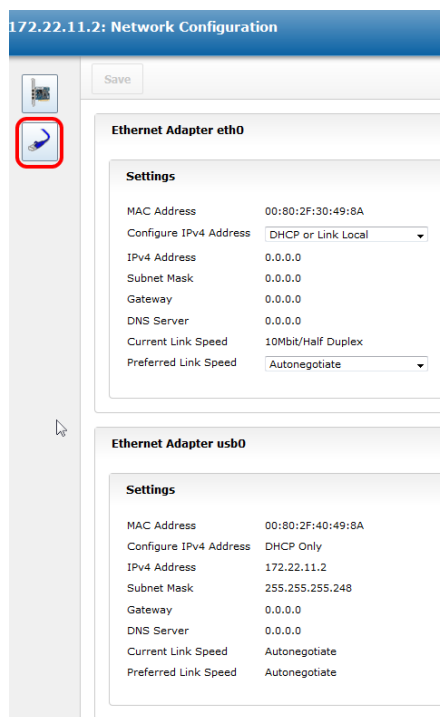 172.22.11.2: Network Configuration
Save
Ethernet Adapter eth0
Settings
MAC Address 00:80:2F:30:49:8A
Configure IPv4 Address DHCP or Link Local
IPv4 Address 0.0.0.0
Subnet Mask 0.0.0.0
Gateway 0.0.0.0
DNS Server 0.0.0.0
Current Link Speed 10Mbit/Half Duplex
Preferred Link Speed Autonegotiate
Ethernet Adapter usb0
Settings
MAC Address 00:80:2F:40:49:8A
Configure IPv4 Address DHCP Only
IPv4 Address 172.22.11.2
Subnet Mask 255.255.255.248
Gateway 0.0.0.0
DNS Server 0.0.0.0
Current Link Speed Autonegotiate
Preferred Link Speed Autonegotiate